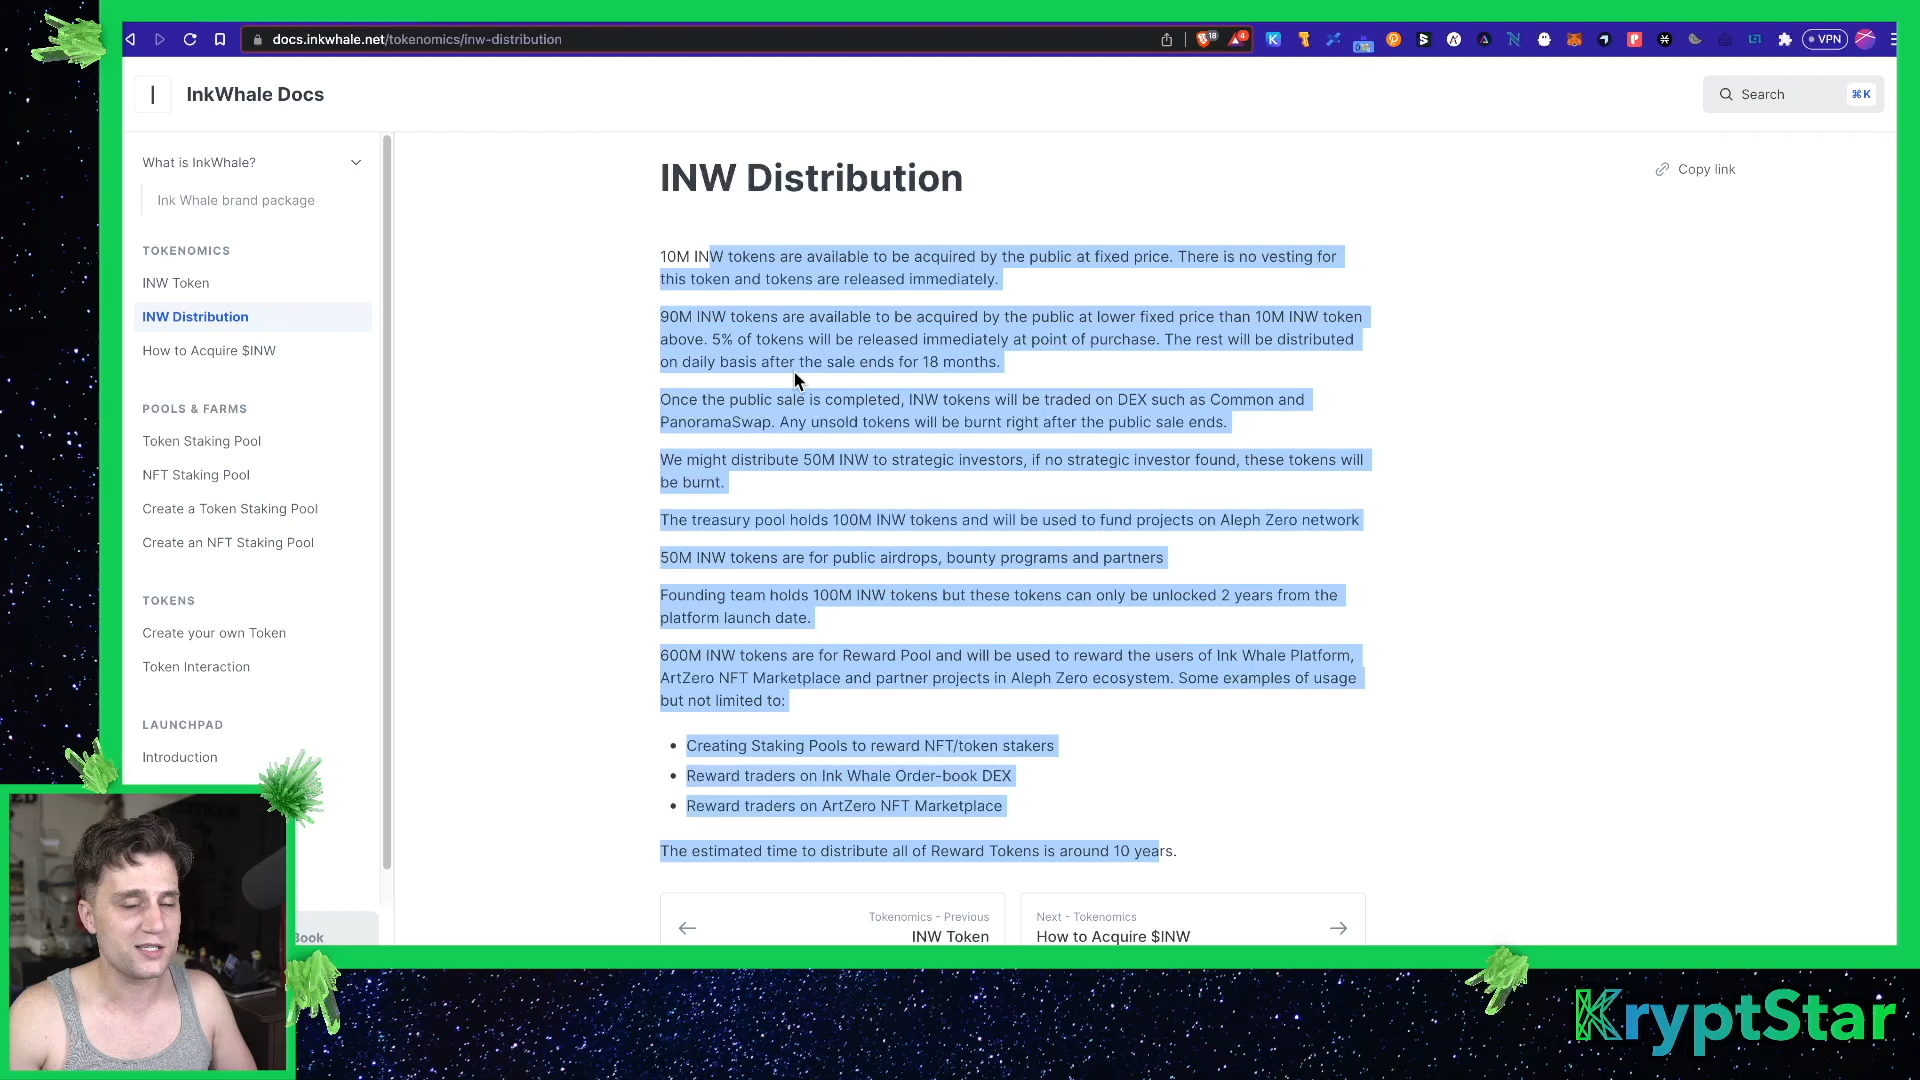 docs.inkwhale.net/tokenomics/inw-distribution
18
4
VPN
InkWhale Docs
Search
⌘K
What is InkWhale?
Ink Whale brand package
TOKENOMICS
INW Token
INW Distribution
How to Acquire $INW
POOLS & FARMS
Token Staking Pool
NFT Staking Pool
Create a Token Staking Pool
Create an NFT Staking Pool
TOKENS
Create your own Token
Token Interaction
LAUNCHPAD
Introduction
Book
INW Distribution
Copy link
10M INW tokens are available to be acquired by the public at fixed price. There is no vesting for
this token and tokens are released immediately.
90M INW tokens are available to be acquired by the public at lower fixed price than 10M INW token
above. 5% of tokens will be released immediately at point of purchase. The rest will be distributed
on daily basis after the sale ends for 18 months.
Once the public sale is completed, INW tokens will be traded on DEX such as Common and
PanoramaSwap. Any unsold tokens will be burnt right after the public sale ends.
We might distribute 50M INW to strategic investors, if no strategic investor found, these tokens will
be burnt.
The treasury pool holds 100M INW tokens and will be used to fund projects on Aleph Zero network
50M INW tokens are for public airdrops, bounty programs and partners
Founding team holds 100M INW tokens but these tokens can only be unlocked 2 years from the
platform launch date.
600M INW tokens are for Reward Pool and will be used to reward the users of Ink Whale Platform,
ArtZero NFT Marketplace and partner projects in Aleph Zero ecosystem. Some examples of usage
but not limited to:
• Creating Staking Pools to reward NFT/token stakers
• Reward traders on Ink Whale Order-book DEX
• Reward traders on ArtZero NFT Marketplace
The estimated time to distribute all of Reward Tokens is around 10 years.
Tokenomics - Previous
INW Token
Next - Tokenomics
How to Acquire $INW
KryptStar